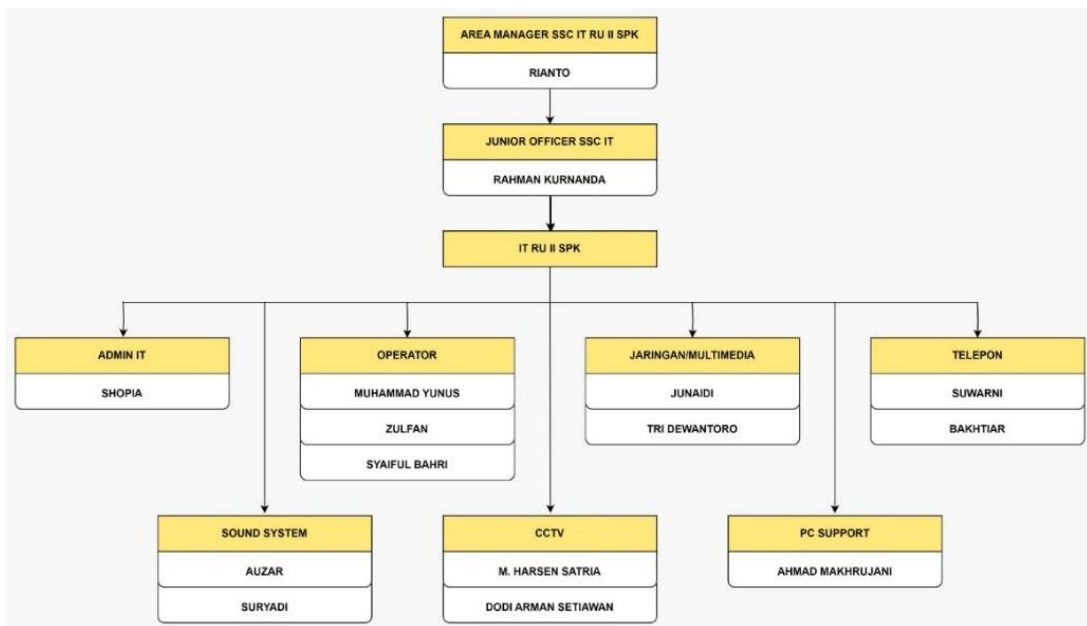 AREA MANAGER SSC IT RU II SPK
RIANTO
JUNIOR OFFICER SSC IT
RAHMAN KURNANDA
IT RU II SPK
ADMIN IT
SHOPIA
OPERATOR
MUHAMMAD YUNUS
ZULFAN
SYAIFUL BAHRI
JARINGAN/MULTIMEDIA
JUNAIDI
TRI DEWANTORO
TELEPON
SUWARNI
BAKHTIAR
SOUND SYSTEM
AUZAR
SURYADI
CCTV
M. HARSEN SATRIA
DODI ARMAN SETIAWAN
PC SUPPORT
AHMAD MAKHRUJANI